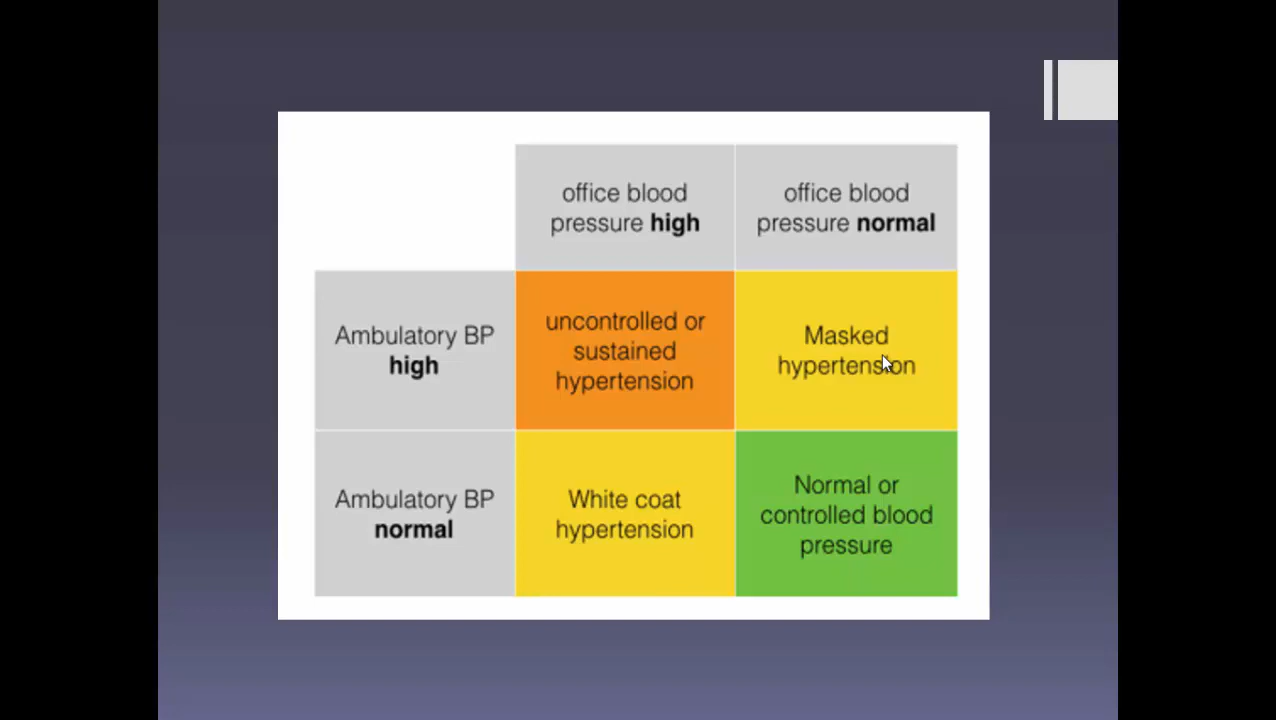 office blood
pressure high
office blood
pressure normal
Ambulatory BP
high
uncontrolled or
sustained
hypertension
Masked
hypertension
Ambulatory BP
normal
White coat
hypertension
Normal or
controlled blood
pressure